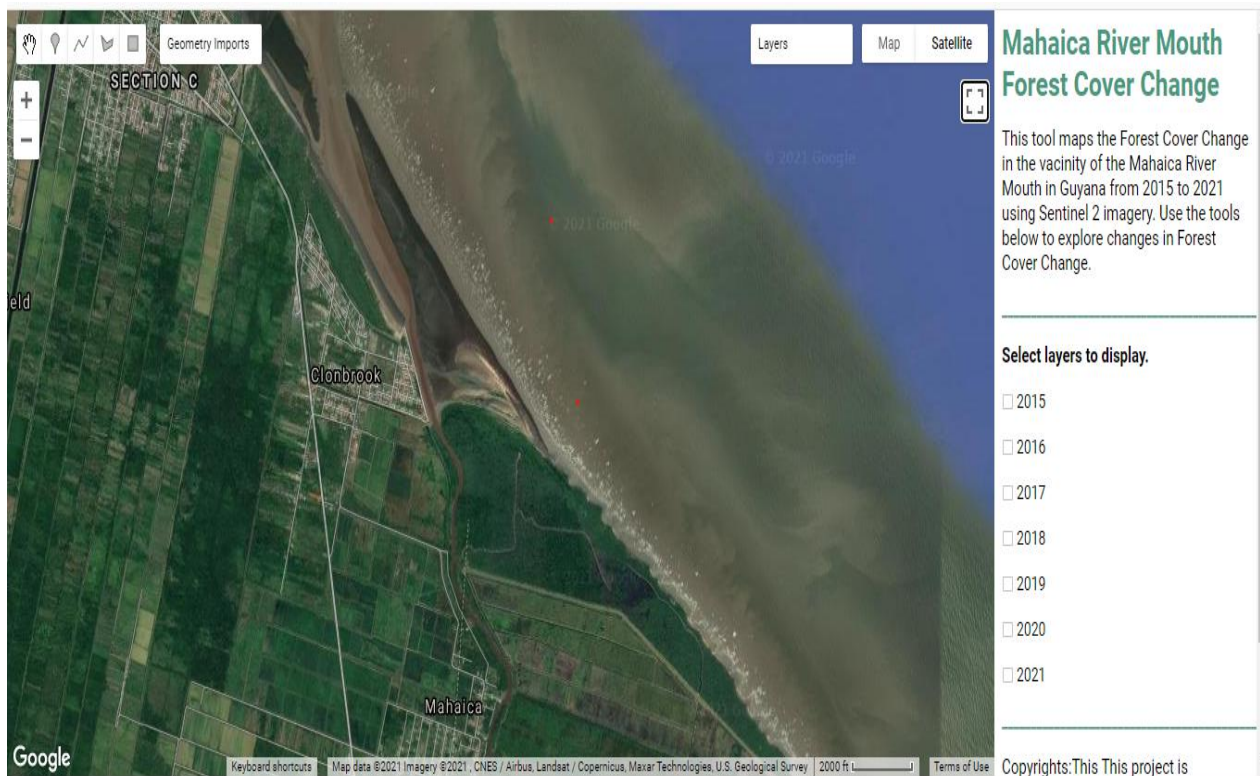 Geometry Imports
Layers
Map
Satellite
SECTION C
© 2021 Google
© 2021 Google
eld
Clonbrook
Mahaica
Google
Keyboard shortcuts
Map data ©2021 Imagery ©2021 , CNES / Airbus, Landsat / Copernicus, Maxar Technologies, U.S. Geological Survey
2000 ft
Terms of Use
Mahaica River Mouth
Forest Cover Change
This tool maps the Forest Cover Change
in the vacinity of the Mahaica River
Mouth in Guyana from 2015 to 2021
using Sentinel 2 imagery. Use the tools
below to explore changes in Forest
Cover Change.
Select layers to display.
2015
2016
2017
2018
2019
2020
2021
Copyrights:This This project is